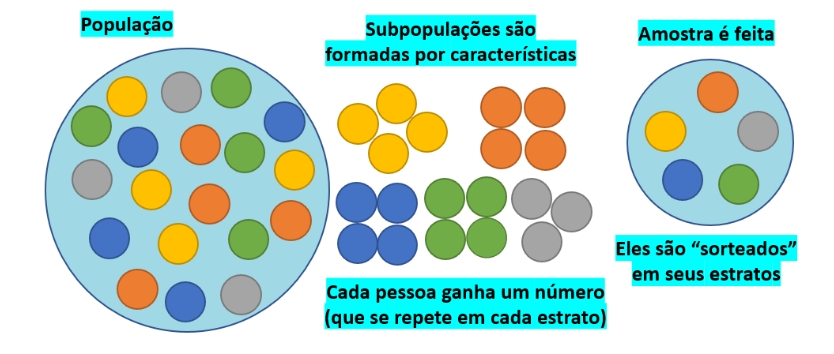 População
Subpopulações são
formadas por características
Amostra é feita
Eles são “sorteados”
em seus estratos
Cada pessoa ganha um número
(que se repete em cada estrato)